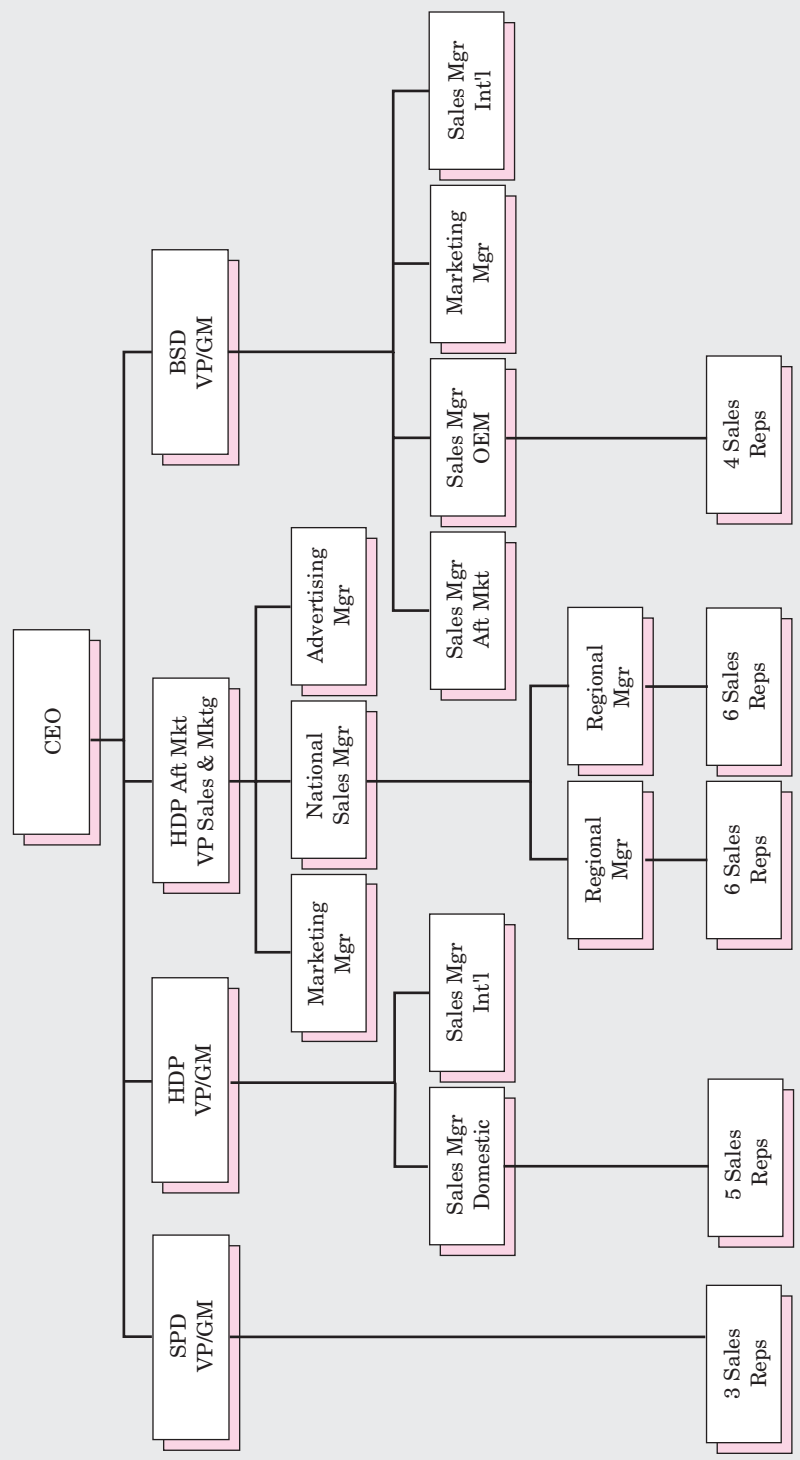 CEO
SPD
VP/GM
HDP
VP/GM
HDP Aft Mkt
VP Sales & Mktg
BSD
VP/GM
Marketing
Mgr
National
Sales Mgr
Advertising
Mgr
Sales Mgr
Domestic
Sales Mgr
Int'l
Sales Mgr
Aft Mkt
Sales Mgr
OEM
Marketing
Mgr
Sales Mgr
Int'l
Regional
Mgr
Regional
Mgr
3 Sales
Reps
5 Sales
Reps
6 Sales
Reps
6 Sales
Reps
4 Sales
Reps